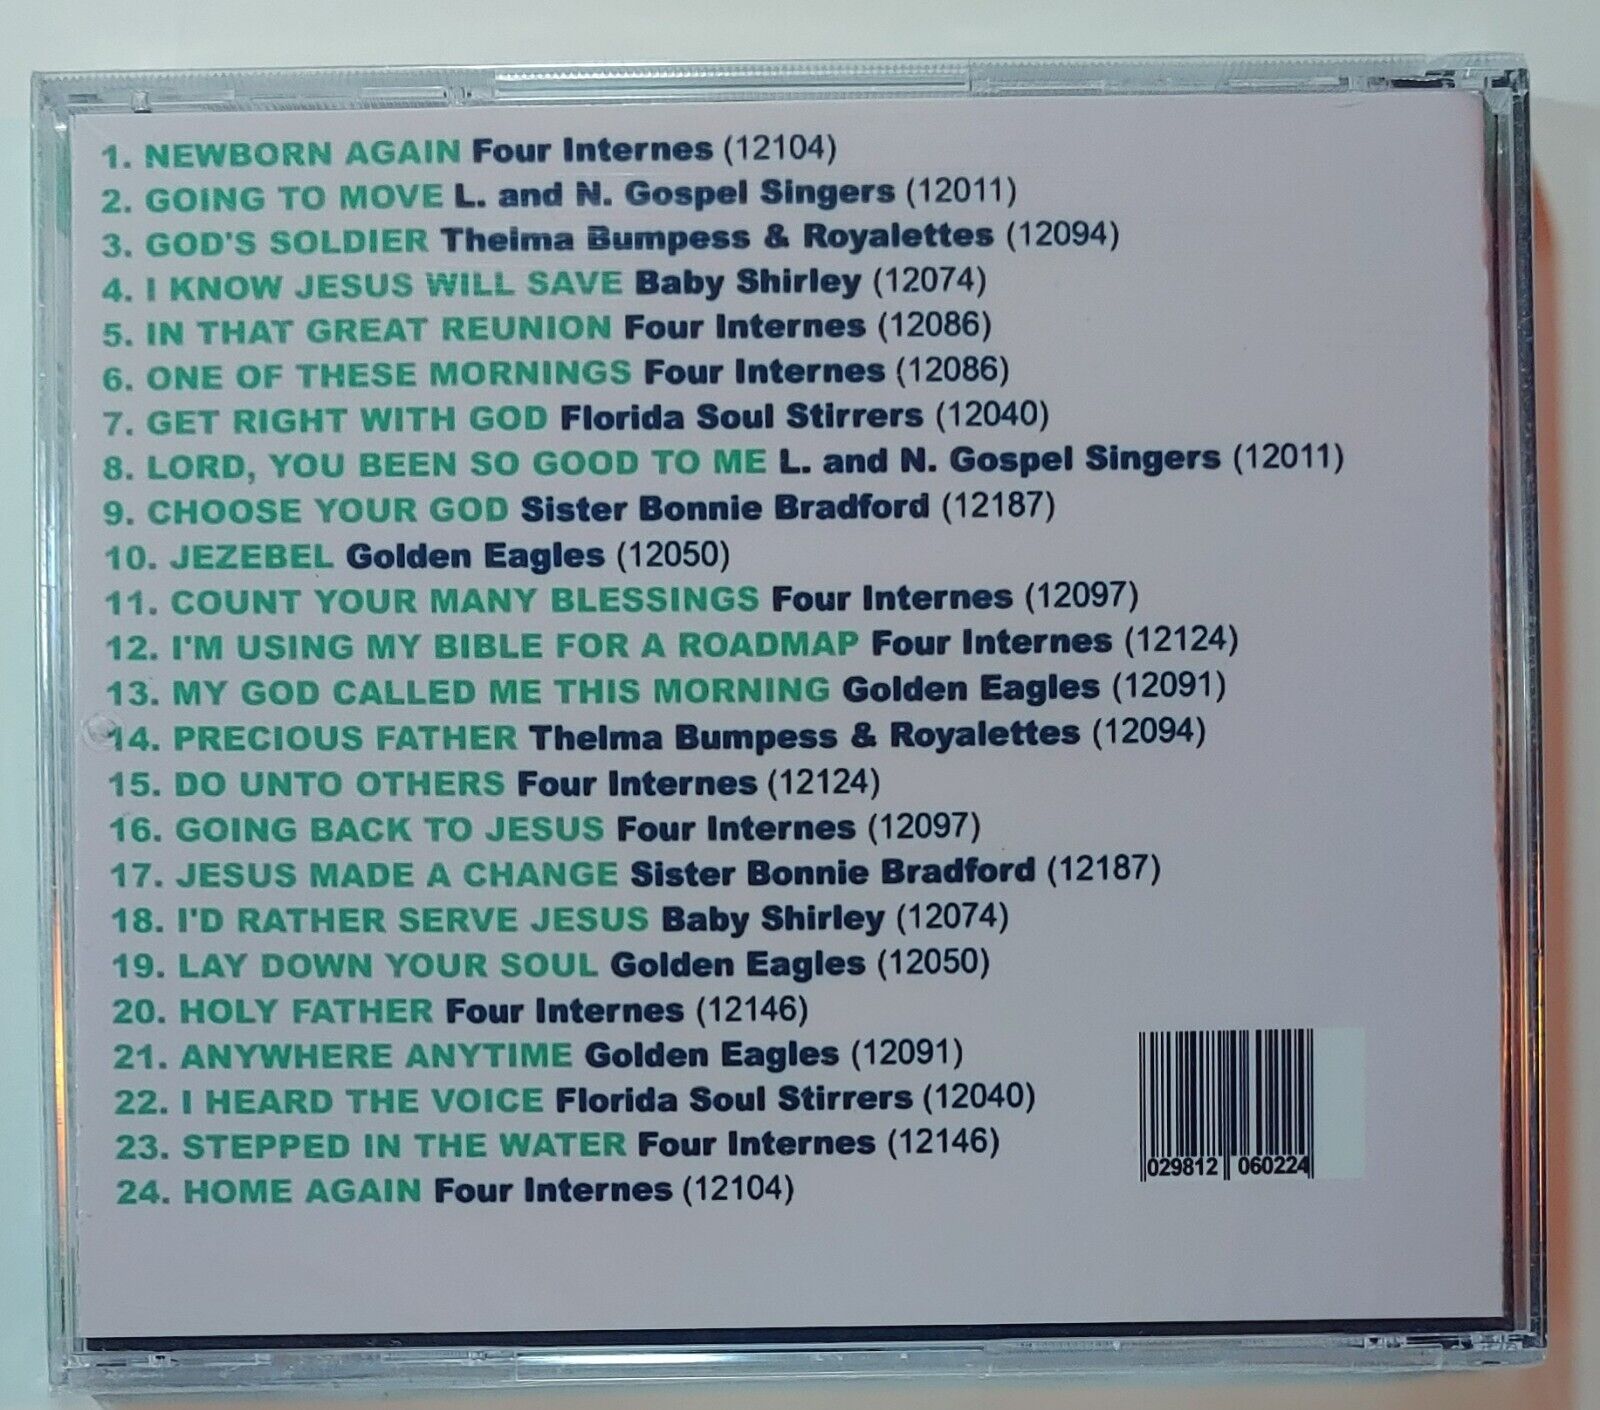 1. NEWBORN AGAIN Four Internes (12104)
2. GOING TO MOVE L. and N. Gospel Singers (12011)
3. GOD'S SOLDIER Thelma Bumpess & Royalettes (12094)
4. I KNOW JESUS WILL SAVE Baby Shirley (12074)
5. IN THAT GREAT REUNION Four Internes (12086)
6. ONE OF THESE MORNINGS Four Internes (12086)
7. GET RIGHT WITH GOD Florida Soul Stirrers (12040)
8. LORD, YOU BEEN SO GOOD TO ME L. and N. Gospel Singers (12011)
9. CHOOSE YOUR GOD Sister Bonnie Bradford (12187)
10. JEZEBEL Golden Eagles (12050)
11. COUNT YOUR MANY BLESSINGS Four Internes (12097)
12. I'M USING MY BIBLE FOR A ROADMAP Four Internes (12124)
13. MY GOD CALLED ME THIS MORNING Golden Eagles (12091)
14. PRECIOUS FATHER Thelma Bumpess & Royalettes (12094)
15. DO UNTO OTHERS Four Internes (12124)
16. GOING BACK TO JESUS Four Internes (12097)
17. JESUS MADE A CHANGE Sister Bonnie Bradford (12187)
18. I'D RATHER SERVE JESUS Baby Shirley (12074)
19. LAY DOWN YOUR SOUL Golden Eagles (12050)
20. HOLY FATHER Four Internes (12146)
21. ANYWHERE ANYTIME Golden Eagles (12091)
22. I HEARD THE VOICE Florida Soul Stirrers (12040)
23. STEPPED IN THE WATER Four Internes (12146)
24. HOME AGAIN Four Internes (12104)
029812 060224